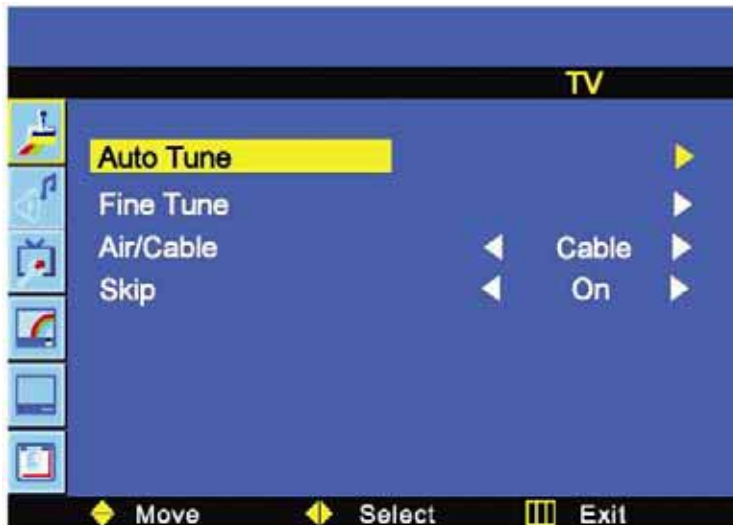 TV
Auto Tune
Fine Tune
Air/Cable Cable
Skip On
Move Select Exit